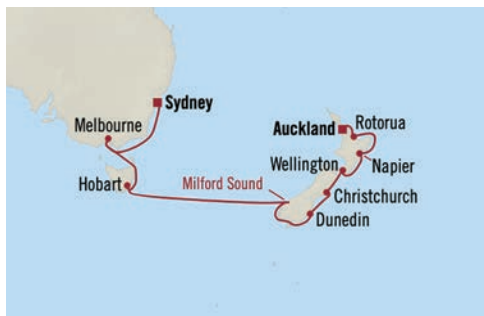 Sydney
Melbourne
Auckland
Rotorua
Wellington
Napier
Hobart
Milford Sound
Christchurch
Dunedin